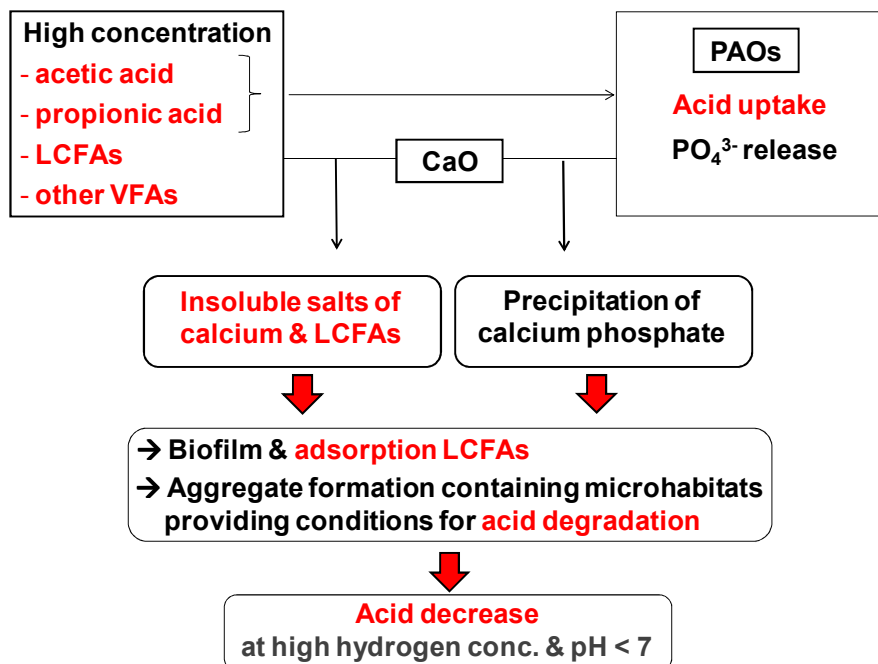 High concentration
- acetic acid
- propionic acid
- LCFAs
- other VFAs
PAOs
Acid uptake
PO₄³⁻ release
CaO
Insoluble salts of
calcium & LCFAs
Precipitation of
calcium phosphate
→ Biofilm & adsorption LCFAs
→ Aggregate formation containing microhabitats
providing conditions for acid degradation
Acid decrease
at high hydrogen conc. & pH < 7